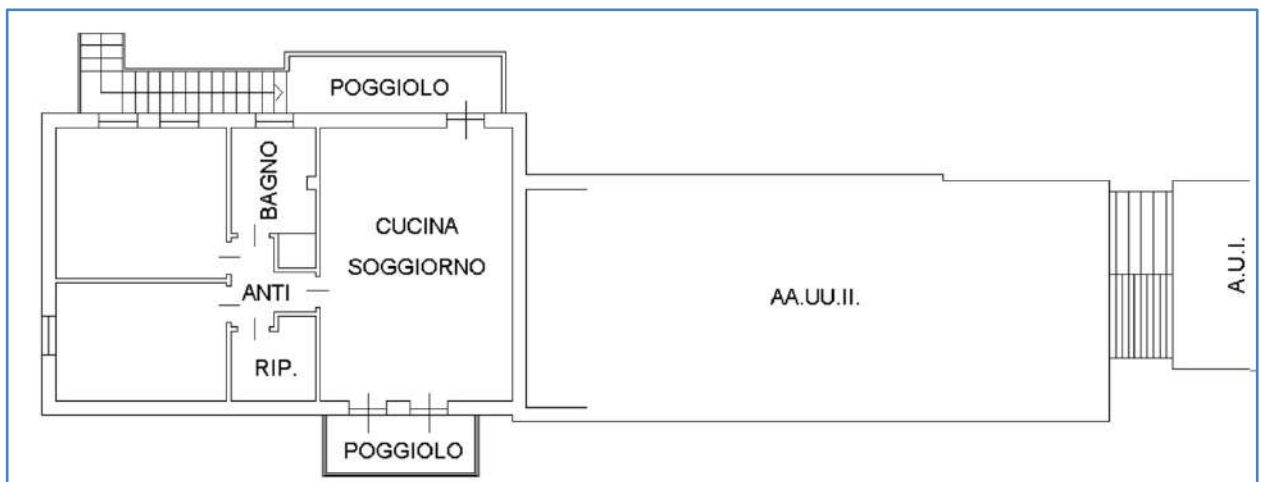 POGGIOLO
BAGNO
CUCINA
SOGGIORNO
ANTI
AA.UU.II.
A.U.I.
RIP.
POGGIOLO